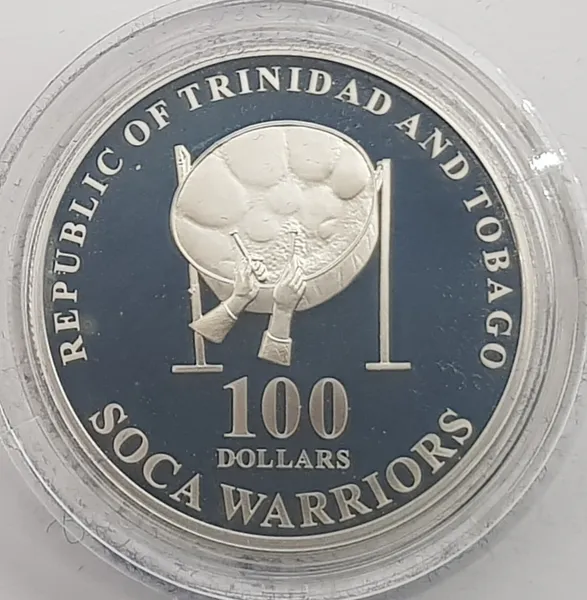 REPUBLIC OF TRINIDAD AND TOBAGO
100
DOLLARS
SOCA WARRIORS